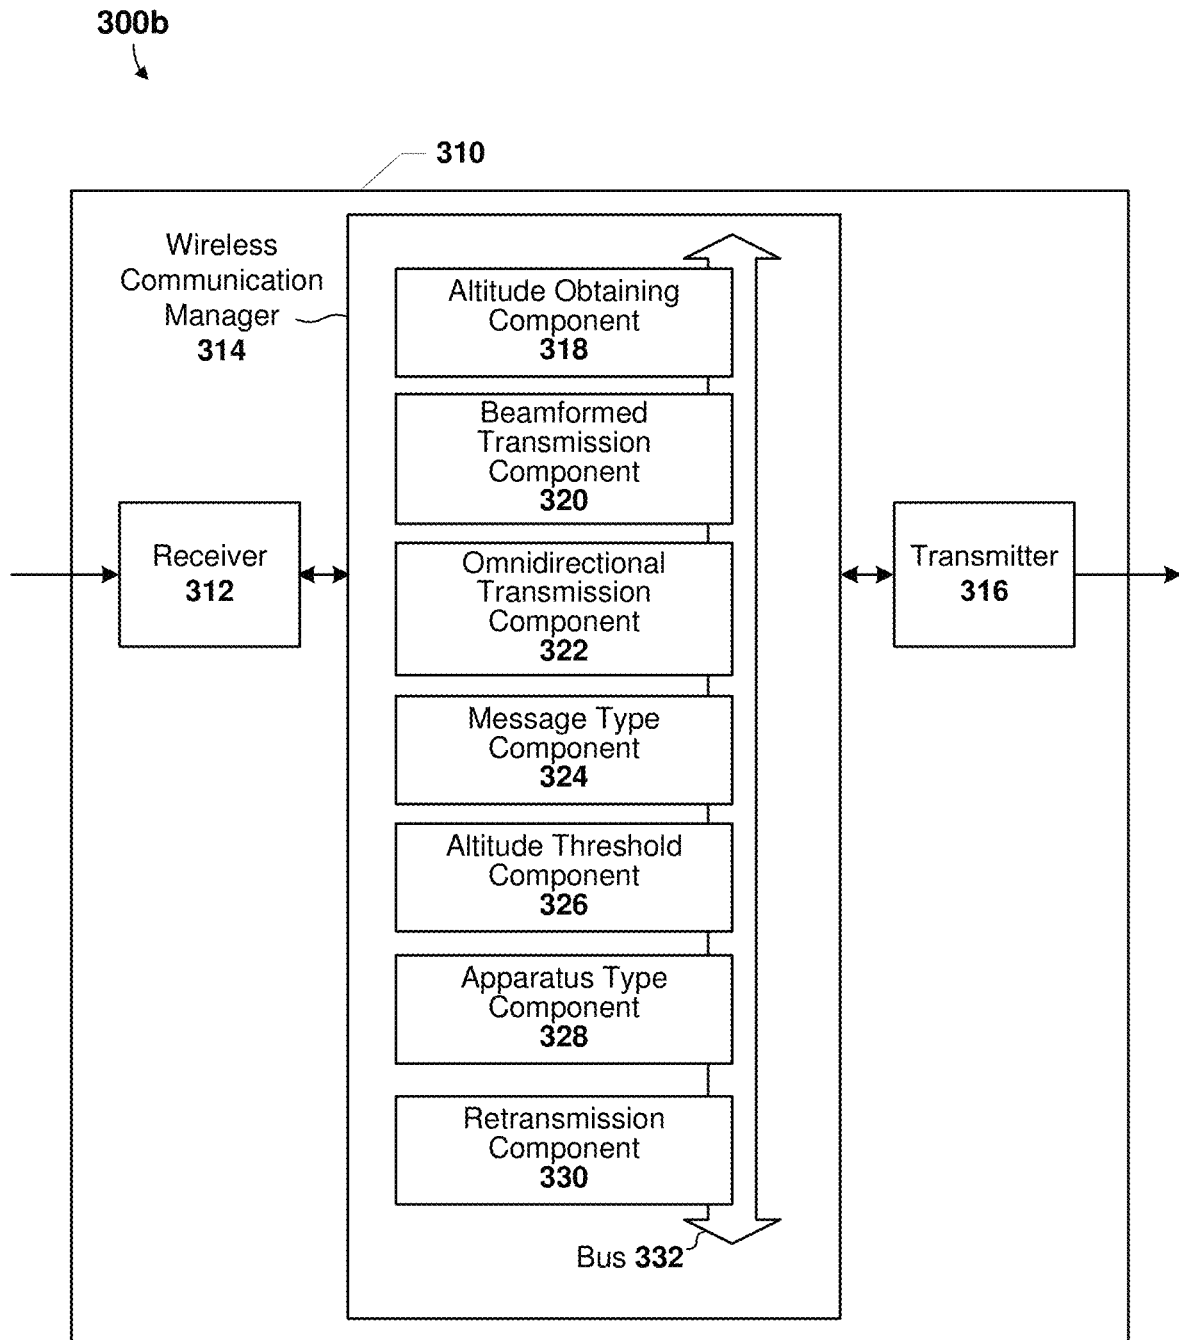 300b
310
Wireless
Communication
Manager
314
Altitude Obtaining
Component
318
Beamformed
Transmission
Component
320
Receiver
312
Omnidirectional
Transmission
Component
322
Transmitter
316
Message Type
Component
324
Altitude Threshold
Component
326
Apparatus Type
Component
328
Retransmission
Component
330
Bus 332